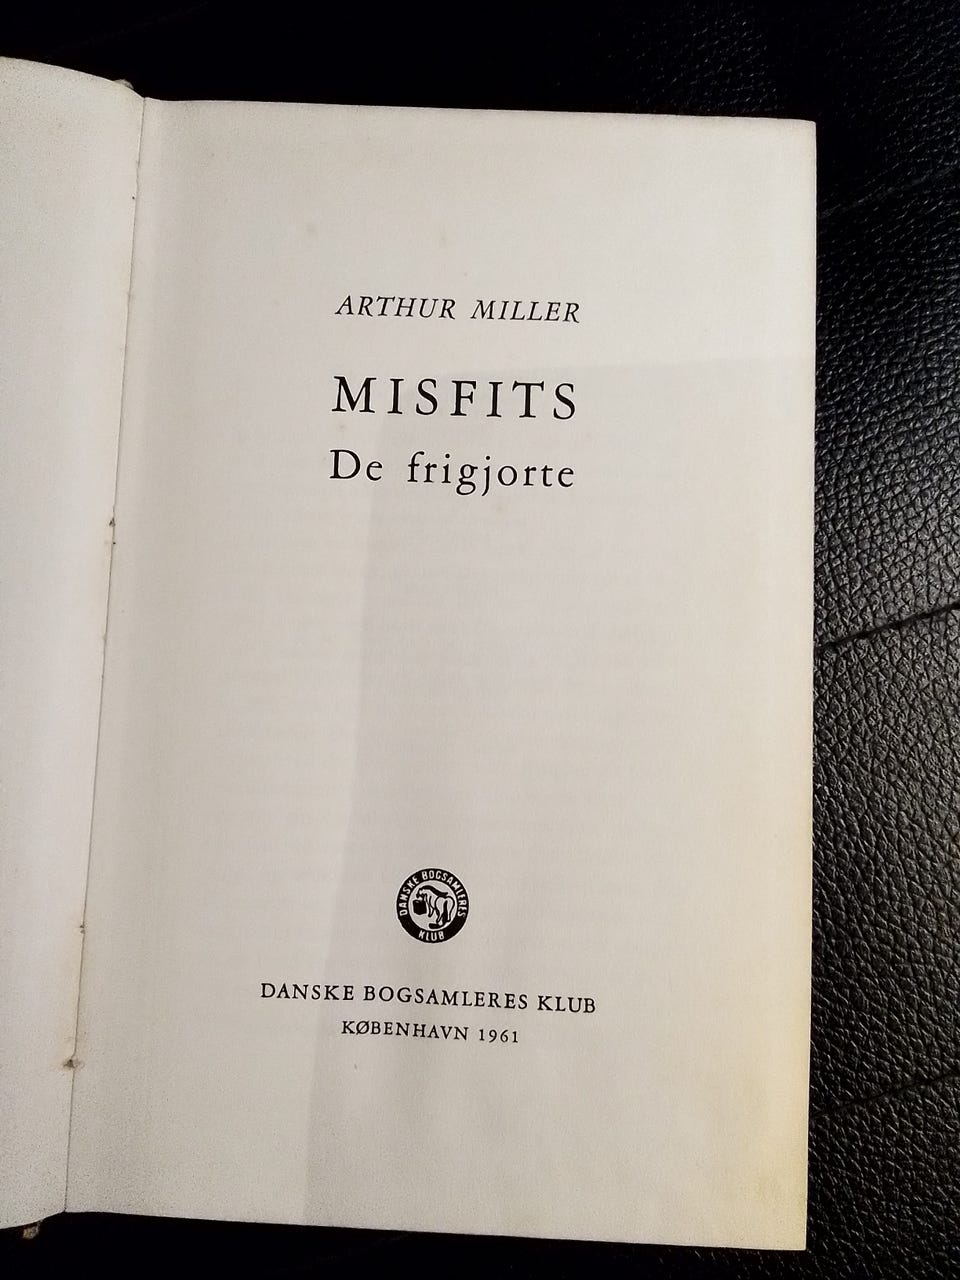 ARTHUR MILLER
MISFITS
De frigjorte
DANSKE BOGSAMLERES
KLUB
DANSKE BOGSAMLERES KLUB
KØBENHAVN 1961